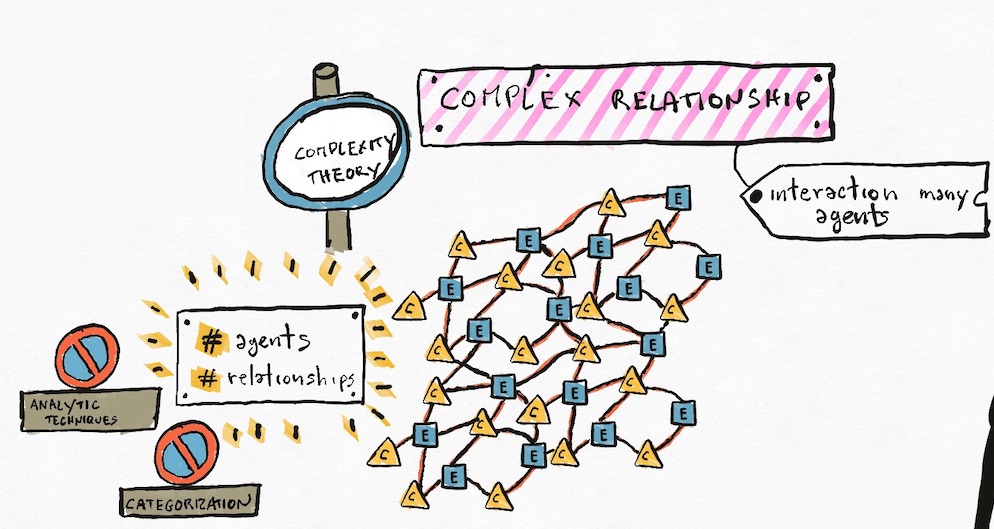 COMPLEX RELATIONSHIP
COMPLEXITY
THEORY
interaction many
agents
# agents
# relationships
ANALYTIC
TECHNIQUES
CATEGORIZATION
C E
C E E C
C C E
E C E
C E C C
E E
C C C
E E C
C C E
E C E
C E C C
E
C C